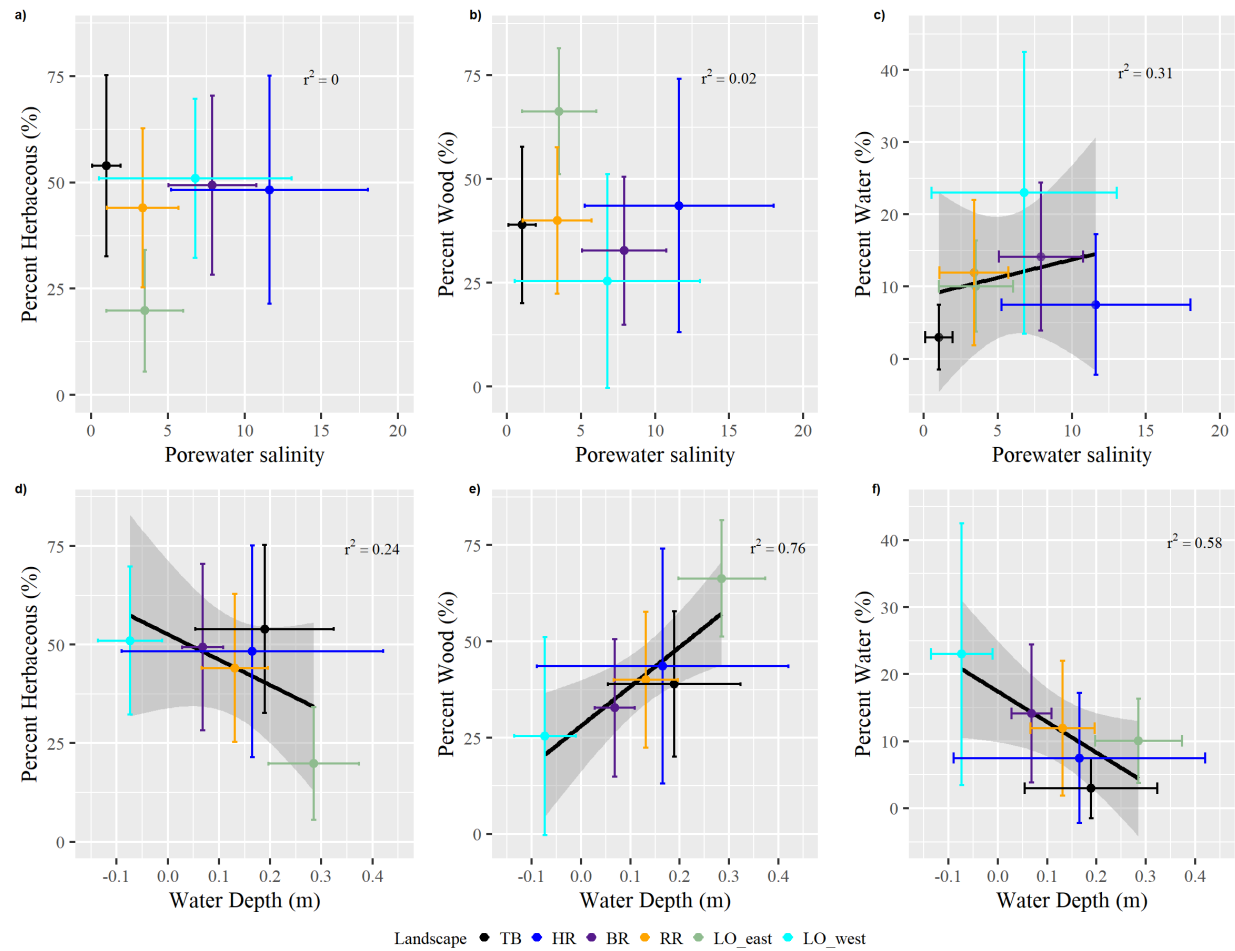 a)
r2 = 0
Percent Herbaceous (%)
75
50
25
0
0 5 10 15 20
Porewater salinity
b)
r2 = 0.02
Percent Wood (%)
75
50
25
0
0 5 10 15 20
Porewater salinity
c)
r2 = 0.31
Percent Water (%)
40
30
20
10
0
0 5 10 15 20
Porewater salinity
d)
r2 = 0.24
Percent Herbaceous (%)
75
50
25
0
-0.1 0.0 0.1 0.2 0.3 0.4
Water Depth (m)
e)
r2 = 0.76
Percent Wood (%)
75
50
25
0
-0.1 0.0 0.1 0.2 0.3 0.4
Water Depth (m)
f)
r2 = 0.58
Percent Water (%)
40
30
20
10
0
-0.1 0.0 0.1 0.2 0.3 0.4
Water Depth (m)
Landscape TB HR BR RR LO_east LO_west